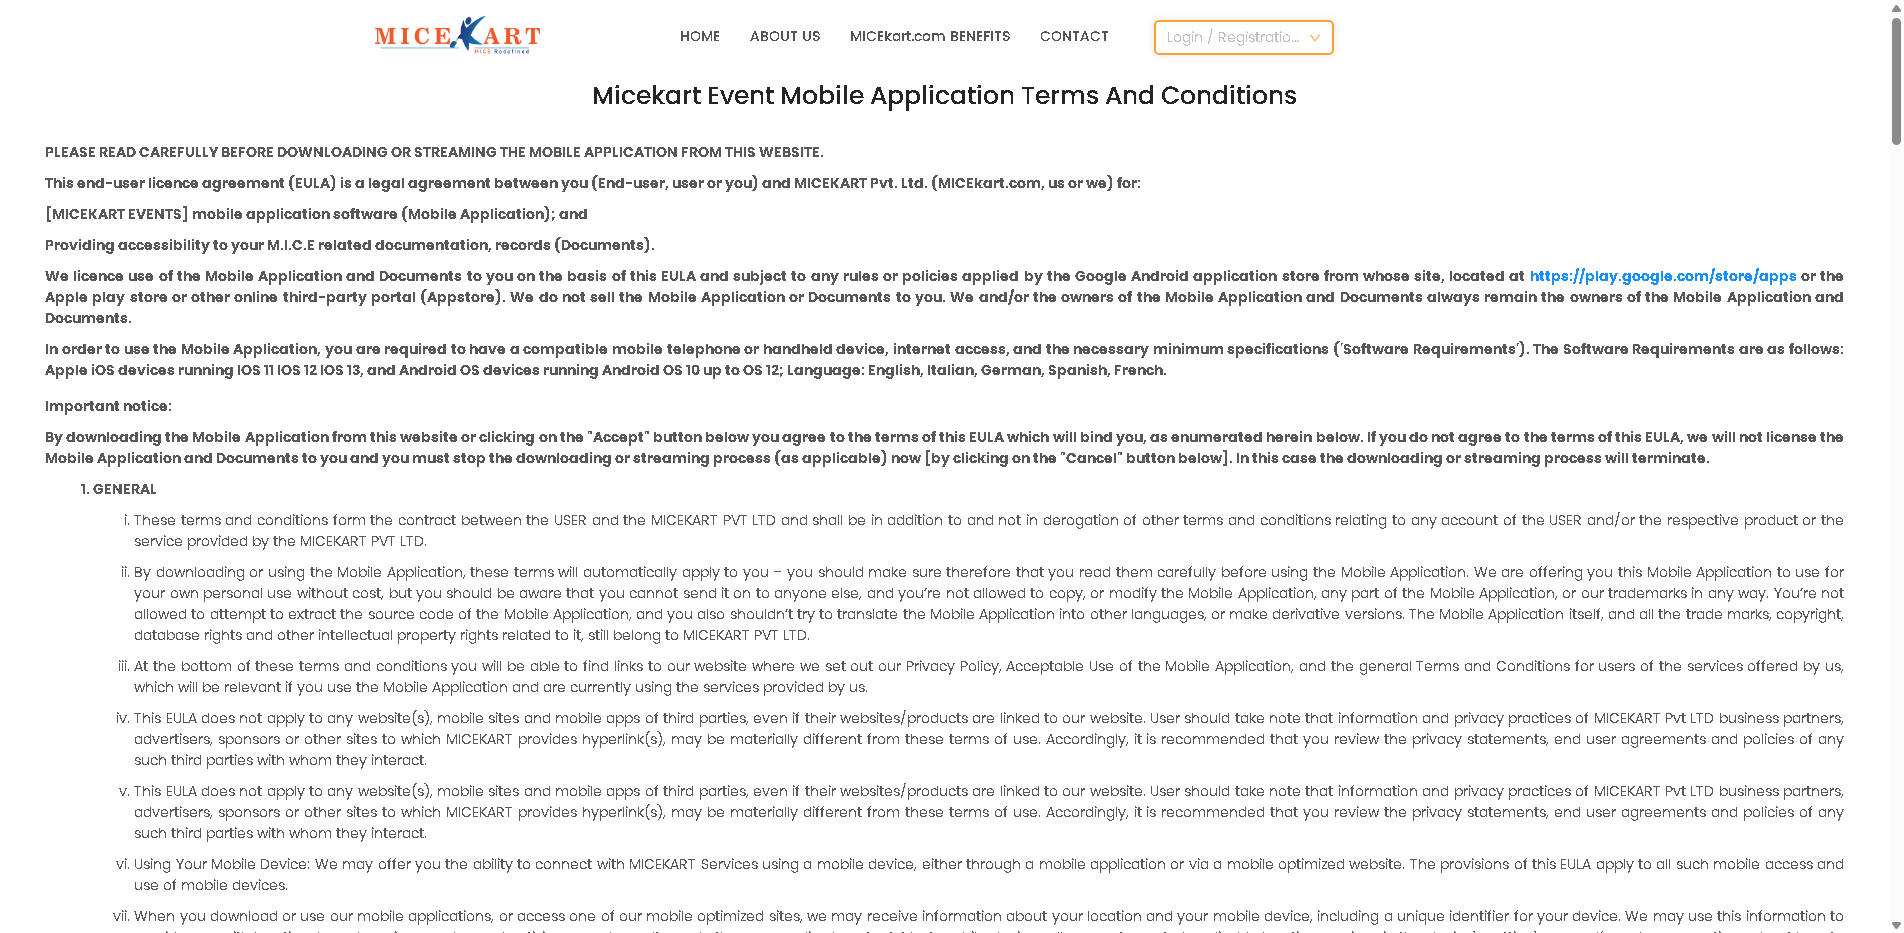 MICEKART
MICE Redefined
HOME ABOUT US MICEkart.com BENEFITS CONTACT Login / Registratio...
Micekart Event Mobile Application Terms And Conditions
PLEASE READ CAREFULLY BEFORE DOWNLOADING OR STREAMING THE MOBILE APPLICATION FROM THIS WEBSITE.
This end-user licence agreement (EULA) is a legal agreement between you (End-user, user or you) and MICEKART Pvt. Ltd. (MICEkart.com, us or we) for:
[MICEKART EVENTS] mobile application software (Mobile Application); and
Providing accessibility to your M.I.C.E related documentation, records (Documents).
We licence use of the Mobile Application and Documents to you on the basis of this EULA and subject to any rules or policies applied by the Google Android application store from whose site, located at https://play.google.com/store/apps or the
Apple play store or other online third-party portal (Appstore). We do not sell the Mobile Application or Documents to you. We and/or the owners of the Mobile Application and Documents always remain the owners of the Mobile Application and
Documents.
In order to use the Mobile Application, you are required to have a compatible mobile telephone or handheld device, internet access, and the necessary minimum specifications ('Software Requirements'). The Software Requirements are as follows:
Apple iOS devices running IOS 11 IOS 12 IOS 13, and Android OS devices running Android OS 10 up to OS 12; Language: English, Italian, German, Spanish, French.
Important notice:
By downloading the Mobile Application from this website or clicking on the "Accept" button below you agree to the terms of this EULA which will bind you, as enumerated herein below. If you do not agree to the terms of this EULA, we will not license the
Mobile Application and Documents to you and you must stop the downloading or streaming process (as applicable) now [by clicking on the "Cancel" button below]. In this case the downloading or streaming process will terminate.
1. GENERAL
i. These terms and conditions form the contract between the USER and the MICEKART PVT LTD and shall be in addition to and not in derogation of other terms and conditions relating to any account of the USER and/or the respective product or the
service provided by the MICEKART PVT LTD.
ii. By downloading or using the Mobile Application, these terms will automatically apply to you – you should make sure therefore that you read them carefully before using the Mobile Application. We are offering you this Mobile Application to use for
your own personal use without cost, but you should be aware that you cannot send it on to anyone else, and you’re not allowed to copy, or modify the Mobile Application, any part of the Mobile Application, or our trademarks in any way. You’re not
allowed to attempt to extract the source code of the Mobile Application, and you also shouldn’t try to translate the Mobile Application into other languages, or make derivative versions. The Mobile Application itself, and all the trade marks, copyright,
database rights and other intellectual property rights related to it, still belong to MICEKART PVT LTD.
iii. At the bottom of these terms and conditions you will be able to find links to our website where we set out our Privacy Policy, Acceptable Use of the Mobile Application, and the general Terms and Conditions for users of the services offered by us,
which will be relevant if you use the Mobile Application and are currently using the services provided by us.
iv. This EULA does not apply to any website(s), mobile sites and mobile apps of third parties, even if their websites/products are linked to our website. User should take note that information and privacy practices of MICEKART Pvt LTD business partners,
advertisers, sponsors or other sites to which MICEKART provides hyperlink(s), may be materially different from these terms of use. Accordingly, it is recommended that you review the privacy statements, end user agreements and policies of any
such third parties with whom they interact.
v. This EULA does not apply to any website(s), mobile sites and mobile apps of third parties, even if their websites/products are linked to our website. User should take note that information and privacy practices of MICEKART Pvt LTD business partners,
advertisers, sponsors or other sites to which MICEKART provides hyperlink(s), may be materially different from these terms of use. Accordingly, it is recommended that you review the privacy statements, end user agreements and policies of any
such third parties with whom they interact.
vi. Using Your Mobile Device: We may offer you the ability to connect with MICEKART Services using a mobile device, either through a mobile application or via a mobile optimized website. The provisions of this EULA apply to all such mobile access and
use of mobile devices.
vii. When you download or use our mobile applications, or access one of our mobile optimized sites, we may receive information about your location and your mobile device, including a unique identifier for your device. We may use this information to